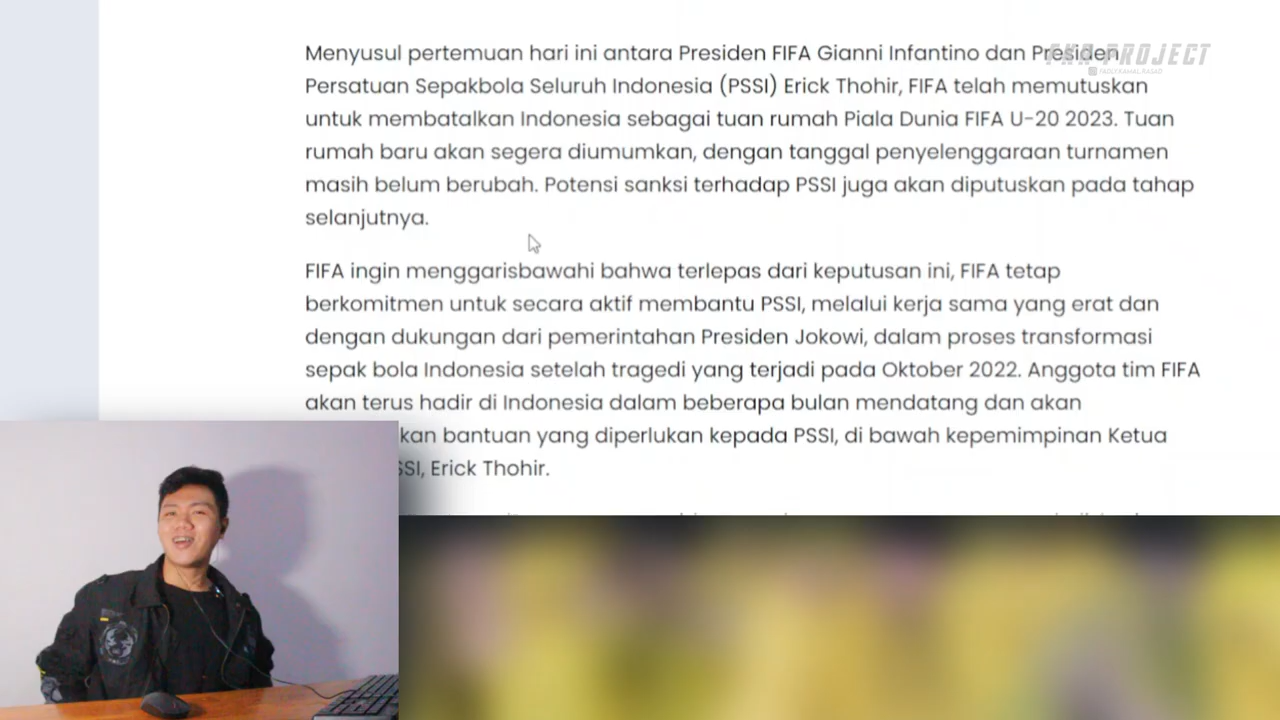 Menyusul pertemuan hari ini antara Presiden FIFA Gianni Infantino dan Presiden
Persatuan Sepakbola Seluruh Indonesia (PSSI) Erick Thohir, FIFA telah memutuskan
untuk membatalkan Indonesia sebagai tuan rumah Piala Dunia FIFA U-20 2023. Tuan
rumah baru akan segera diumumkan, dengan tanggal penyelenggaraan turnamen
masih belum berubah. Potensi sanksi terhadap PSSI juga akan diputuskan pada tahap
selanjutnya.
FIFA ingin menggarisbawahi bahwa terlepas dari keputusan ini, FIFA tetap
berkomitmen untuk secara aktif membantu PSSI, melalui kerja sama yang erat dan
dengan dukungan dari pemerintahan Presiden Jokowi, dalam proses transformasi
sepak bola Indonesia setelah tragedi yang terjadi pada Oktober 2022. Anggota tim FIFA
akan terus hadir di Indonesia dalam beberapa bulan mendatang dan akan
kan bantuan yang diperlukan kepada PSSI, di bawah kepemimpinan Ketua
SSI, Erick Thohir.
PROJECT